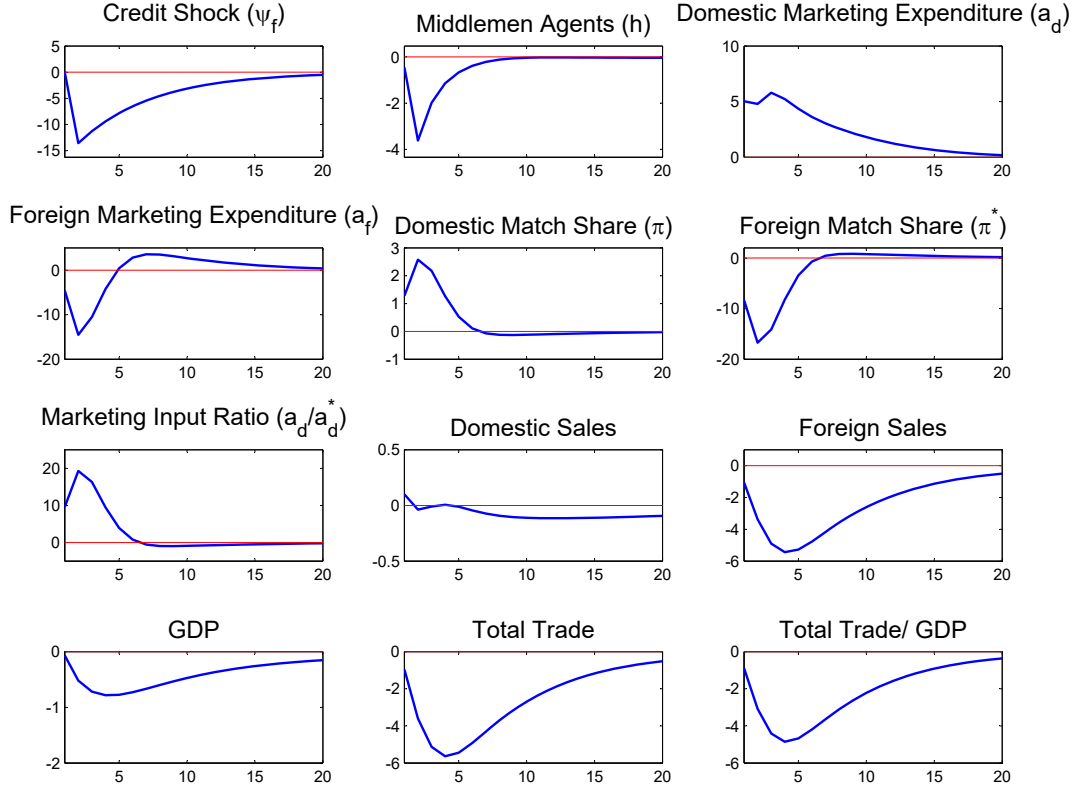 Credit Shock (ψ_f)
Middlemen Agents (h)
Domestic Marketing Expenditure (a_d)
5
0
-5
-10
-15
5 10 15 20
0
-2
-4
5 10 15 20
10
5
0
5 10 15 20
Foreign Marketing Expenditure (a_f)
Domestic Match Share (π)
Foreign Match Share (π*)
0
-10
-20
5 10 15 20
3
2
1
0
-1
5 10 15 20
0
-10
-20
5 10 15 20
Marketing Input Ratio (a_d/a_d*)
Domestic Sales
Foreign Sales
20
10
0
5 10 15 20
0.5
0
-0.5
5 10 15 20
0
-2
-4
-6
5 10 15 20
GDP
Total Trade
Total Trade/ GDP
0
-1
-2
5 10 15 20
0
-2
-4
-6
5 10 15 20
0
-2
-4
-6
5 10 15 20